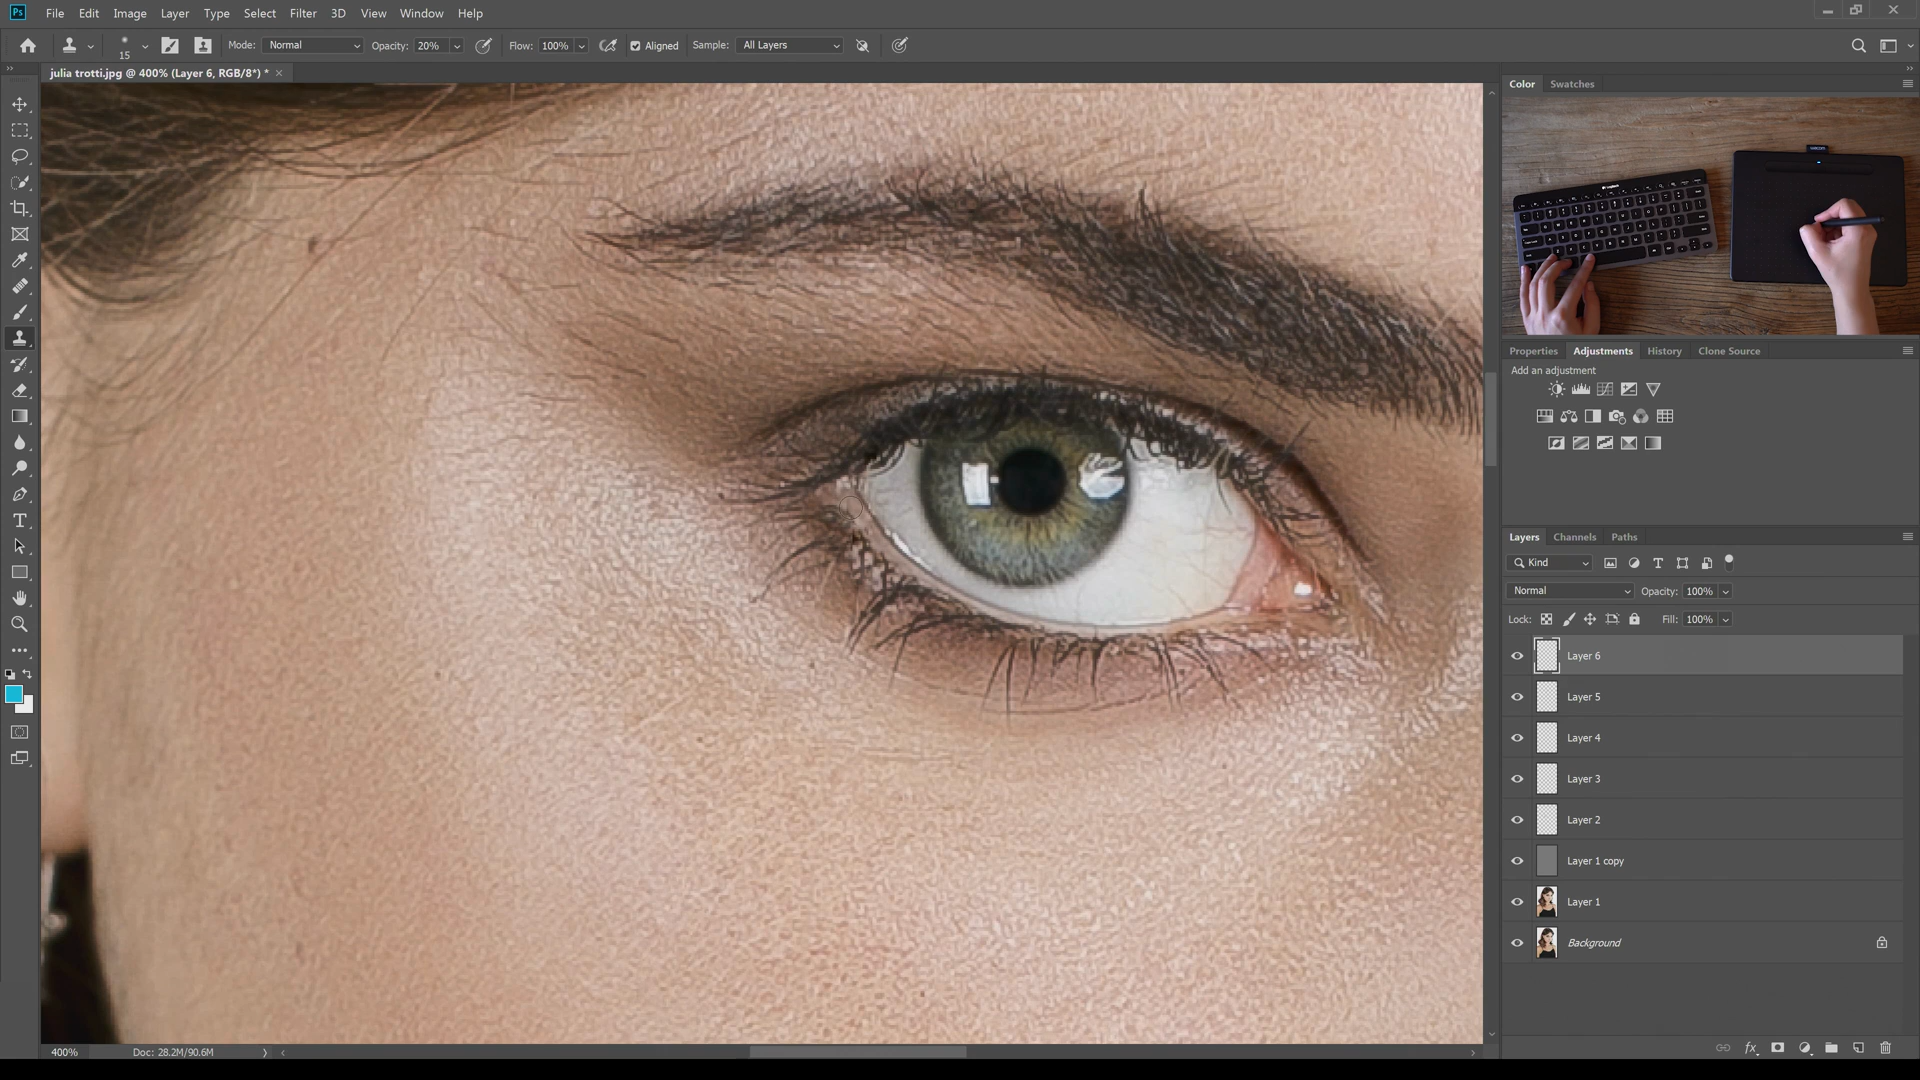 Ps File Edit Image Layer Type Select Filter 3D View Window Help
15 Mode: Normal Opacity: 20% Flow: 100% Aligned Sample: All Layers
julia trotti.jpg @ 400% (Layer 6, RGB/8*) *
Color Swatches
Properties Adjustments History Clone Source
Add an adjustment
Layers Channels Paths
Kind
Normal Opacity: 100%
Lock: Fill: 100%
Layer 6
Layer 5
Layer 4
Layer 3
Layer 2
Layer 1 copy
Layer 1
Background
fx
400% Doc: 28.2M/90.6M